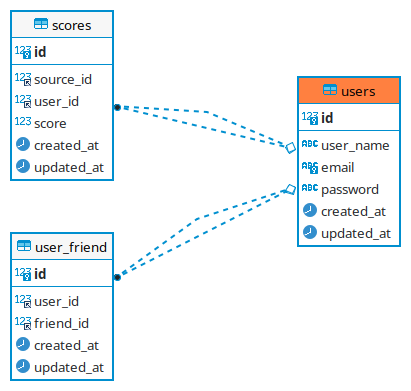 scores
123 id
123 source_id
123 user_id
123 score
created_at
updated_at
users
123 id
ABC user_name
ABC email
ABC password
created_at
updated_at
user_friend
123 id
123 user_id
123 friend_id
created_at
updated_at